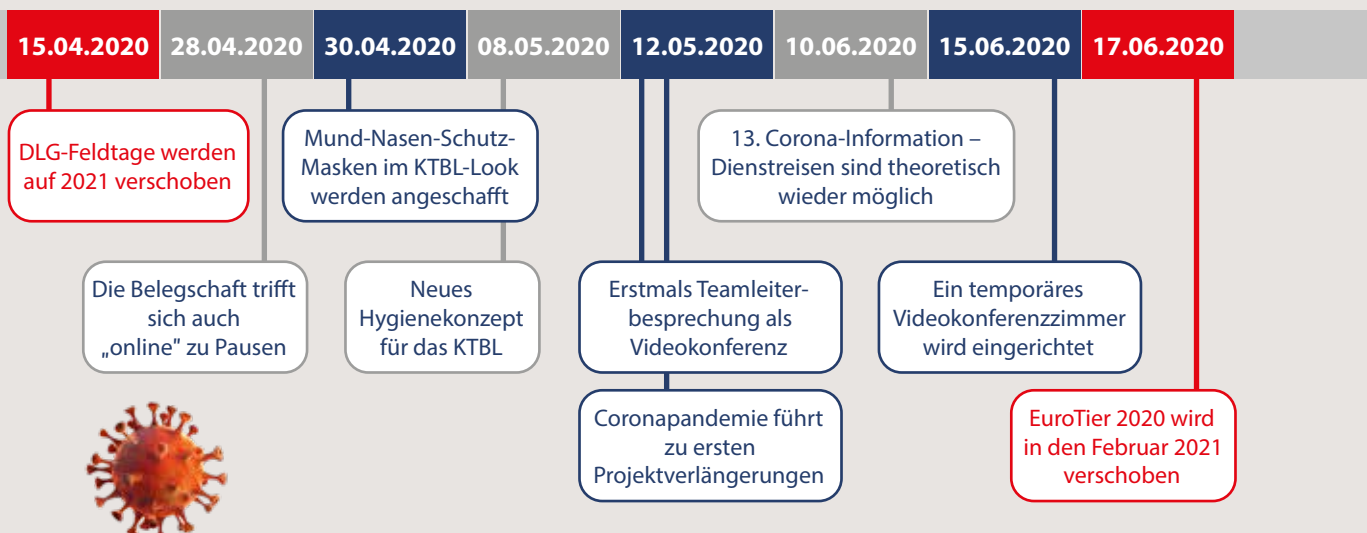 15.04.2020 28.04.2020 30.04.2020 08.05.2020 12.05.2020 10.06.2020 15.06.2020 17.06.2020
DLG-Feldtage werden
auf 2021 verschoben
Mund-Nasen-Schutz-
Masken im KTBL-Look
werden angeschafft
13. Corona-Information –
Dienstreisen sind theoretisch
wieder möglich
Die Belegschaft trifft
sich auch
„online" zu Pausen
Neues
Hygienekonzept
für das KTBL
Erstmals Teamleiter-
besprechung als
Videokonferenz
Ein temporäres
Videokonferenzzimmer
wird eingerichtet
Coronapandemie führt
zu ersten
Projektverlängerungen
EuroTier 2020 wird
in den Februar 2021
verschoben